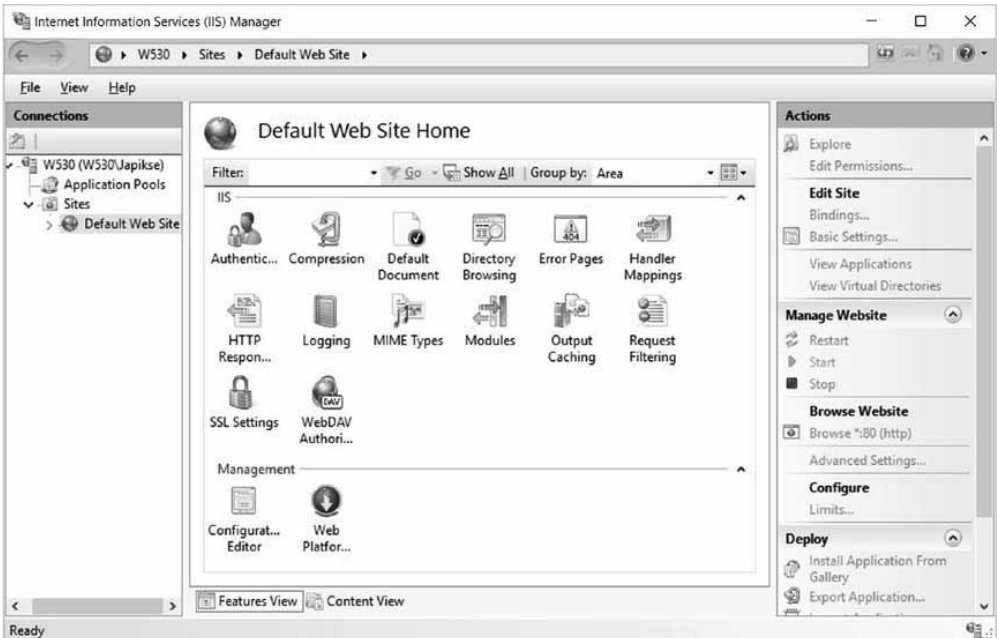 Internet Information Services (IIS) Manager
W530 Sites Default Web Site
File View Help
Connections
W530 (W530\Japikse)
Application Pools
Sites
Default Web Site
Default Web Site Home
Filter: Go Show All Group by: Area
IIS
Authentic... Compression Default Document Directory Browsing Error Pages Handler Mappings
HTTP Respon... Logging MIME Types Modules Output Caching Request Filtering
SSL Settings WebDAV Authori...
Management
Configurat... Editor Web Platfor...
Features View Content View
Ready
Actions
Explore
Edit Permissions...
Edit Site
Bindings...
Basic Settings...
View Applications
View Virtual Directories
Manage Website
Restart
Start
Stop
Browse Website
Browse *:80 (http)
Advanced Settings...
Configure
Limits...
Deploy
Install Application From
Gallery
Export Application...